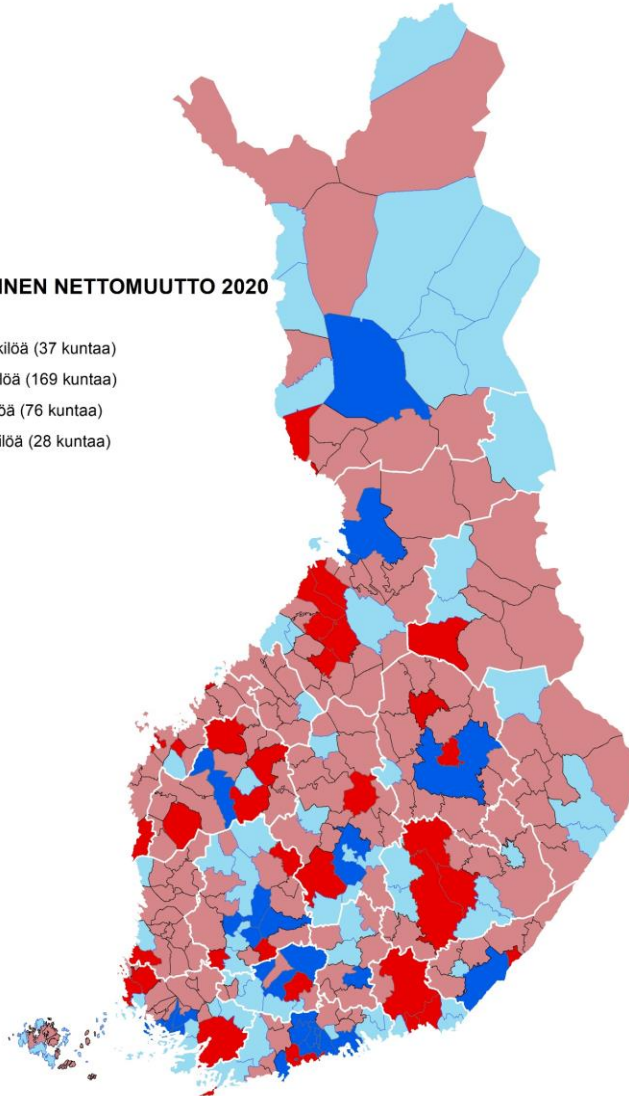 INEN NETTOMUUTTO 2020
kilöä (37 kuntaa)
löä (169 kuntaa)
öä (76 kuntaa)
ilöä (28 kuntaa)